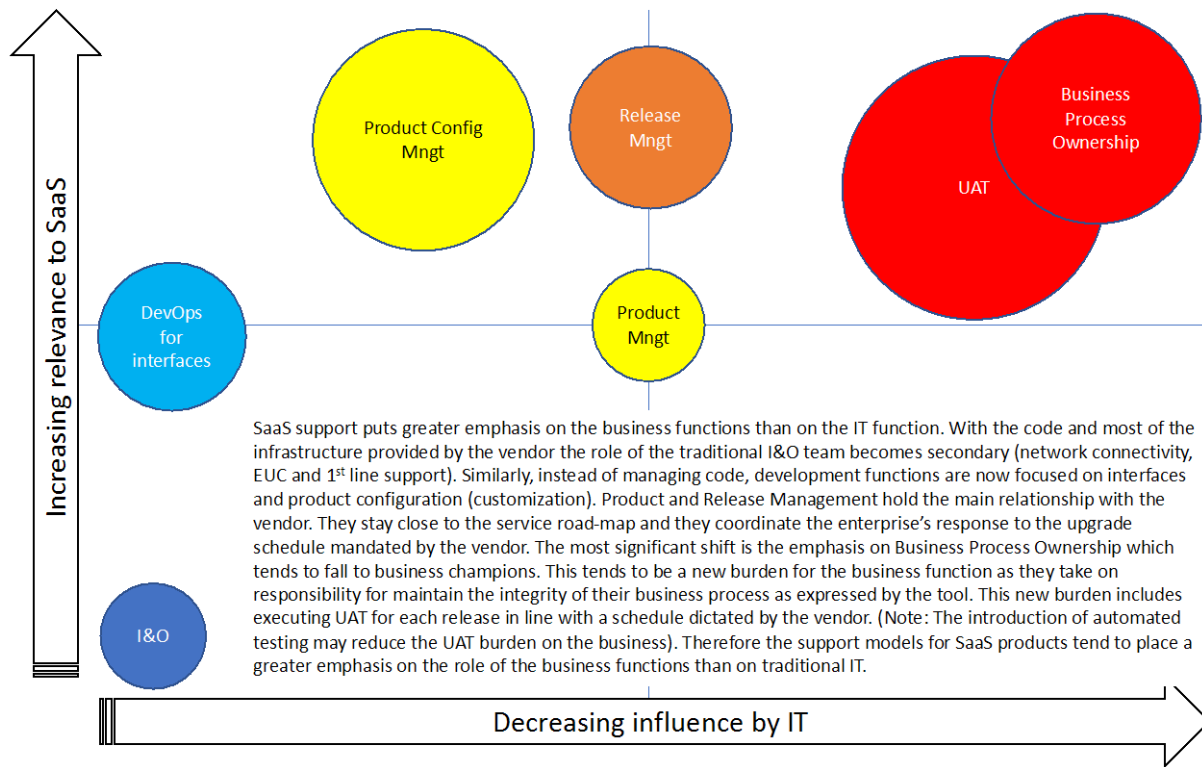 Increasing relevance to SaaS
Product Config
Mngt
Release
Mngt
Business
Process
Ownership
UAT
DevOps
for
interfaces
Product
Mngt
SaaS support puts greater emphasis on the business functions than on the IT function. With the code and most of the
infrastructure provided by the vendor the role of the traditional I&O team becomes secondary (network connectivity,
EUC and 1st line support). Similarly, instead of managing code, development functions are now focused on interfaces
and product configuration (customization). Product and Release Management hold the main relationship with the
vendor. They stay close to the service road-map and they coordinate the enterprise’s response to the upgrade
schedule mandated by the vendor. The most significant shift is the emphasis on Business Process Ownership which
tends to fall to business champions. This tends to be a new burden for the business function as they take on
responsibility for maintain the integrity of their business process as expressed by the tool. This new burden includes
executing UAT for each release in line with a schedule dictated by the vendor. (Note: The introduction of automated
testing may reduce the UAT burden on the business). Therefore the support models for SaaS products tend to place a
greater emphasis on the role of the business functions than on traditional IT.
I&O
Decreasing influence by IT